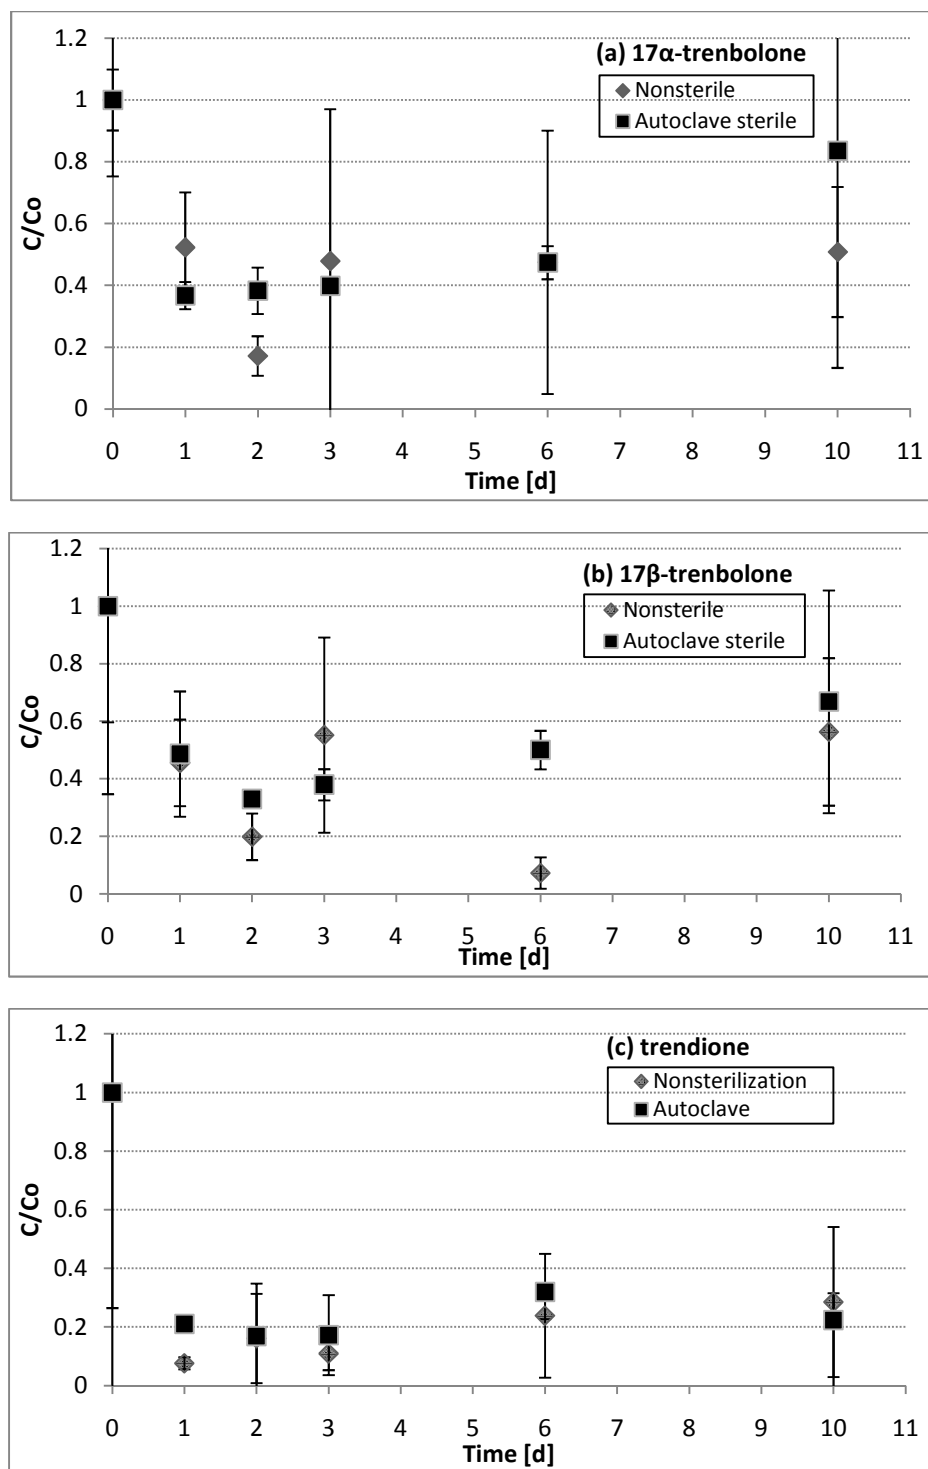 (a) 17α-trenbolone
Nonsterile
Autoclave sterile
C/Co
1.2
1
0.8
0.6
0.4
0.2
0
0 1 2 3 4 5 6 7 8 9 10 11
Time [d]
(b) 17β-trenbolone
Nonsterile
Autoclave sterile
C/Co
1.2
1
0.8
0.6
0.4
0.2
0
0 1 2 3 4 5 6 7 8 9 10 11
Time [d]
(c) trendione
Nonsterilization
Autoclave
C/Co
1.2
1
0.8
0.6
0.4
0.2
0
0 1 2 3 4 5 6 7 8 9 10 11
Time [d]